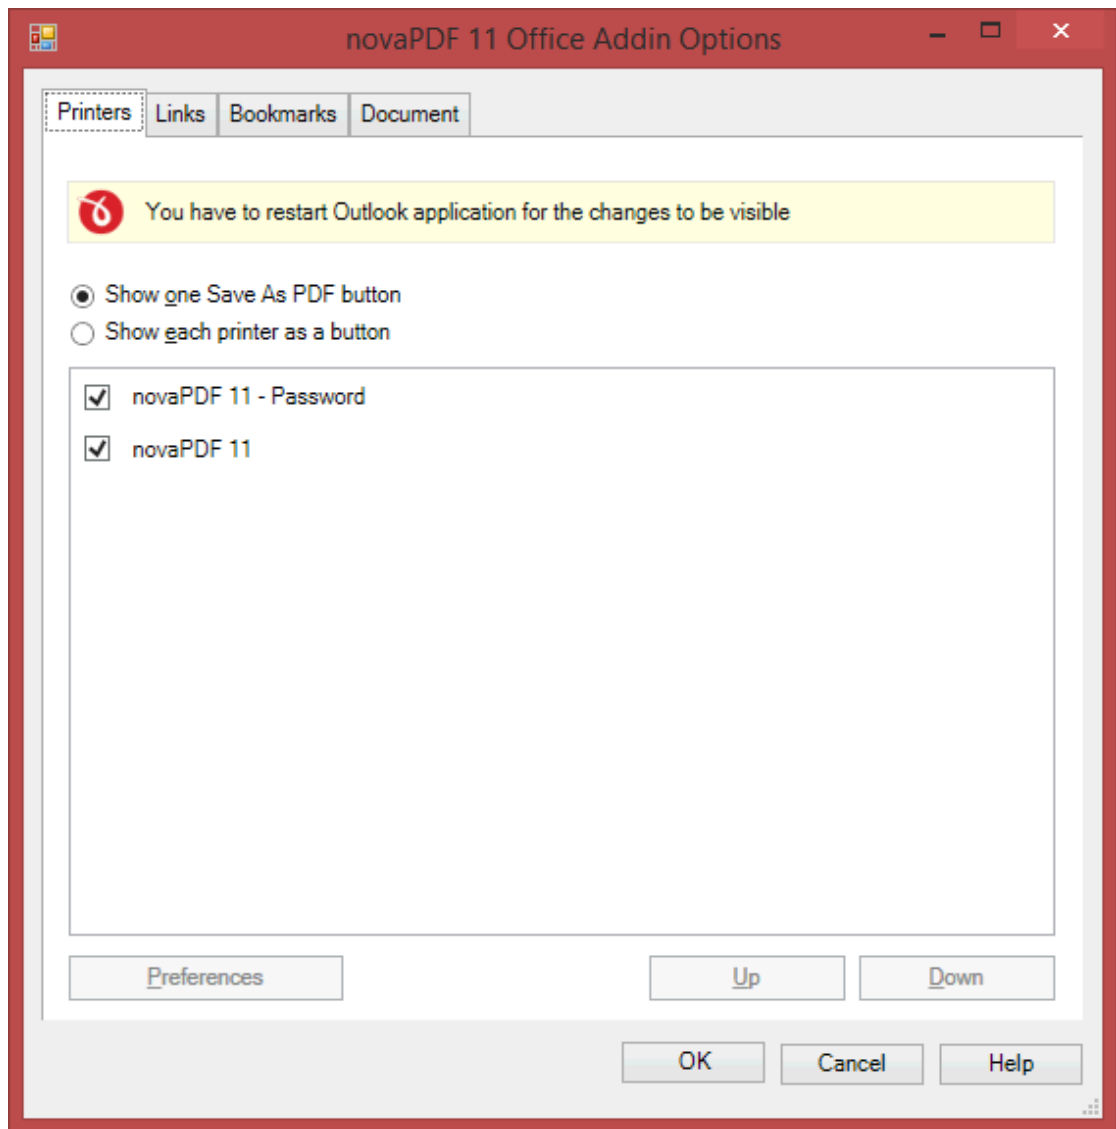 novaPDF 11 Office Addin Options
Printers Links Bookmarks Document
You have to restart Outlook application for the changes to be visible
Show one Save As PDF button
Show each printer as a button
novaPDF 11 - Password
novaPDF 11
Preferences Up Down
OK Cancel Help